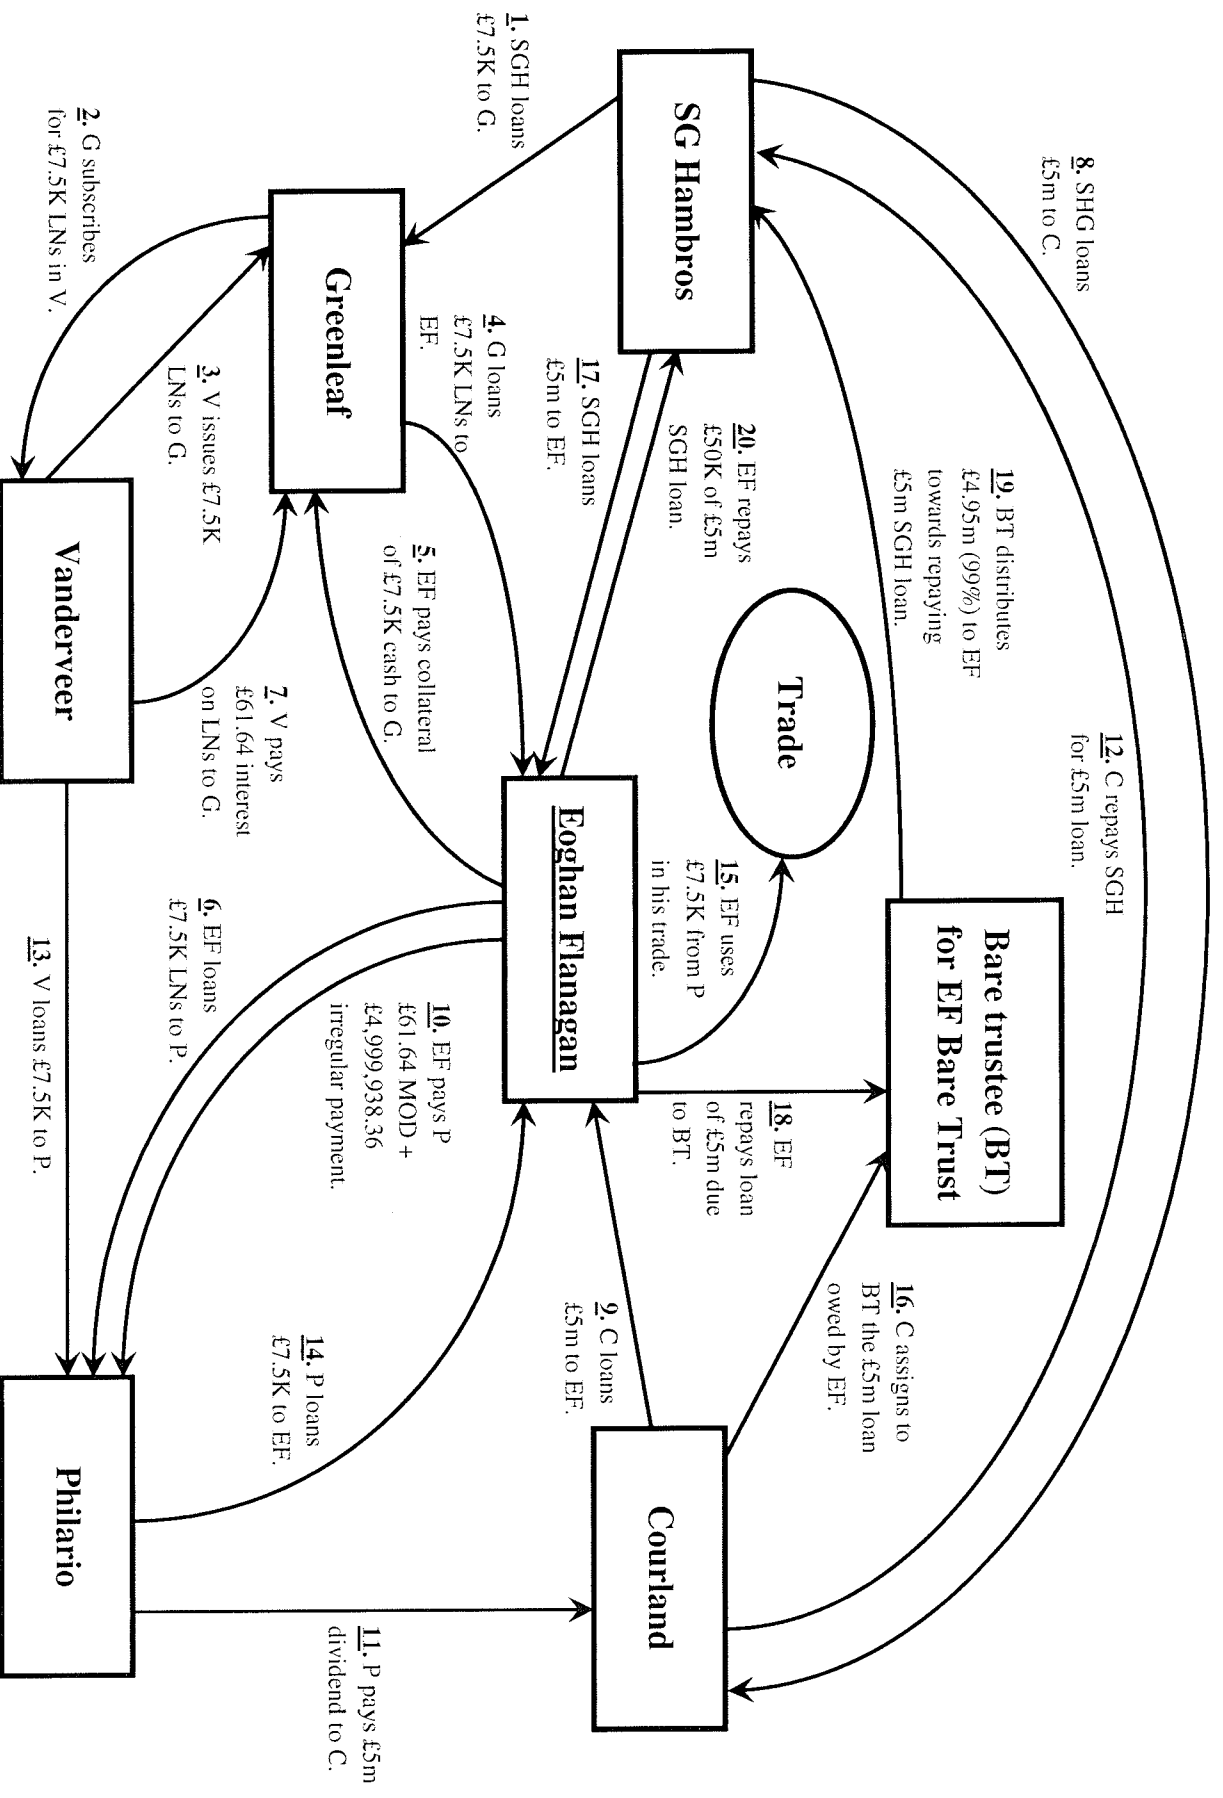 1. SGH loans
£7.5K to G.
2. G subscribes
for £7.5K LNs in V.
3. V issues £7.5K
LNs to G.
4. G loans
£7.5K LNs to
EF.
5. EF pays collateral
of £7.5K cash to G.
6. EF loans
£7.5K LNs to P.
7. V pays
£61.64 interest
on LNs to G.
8. SHG loans
£5m to C.
9. C loans
£5m to EF.
10. EF pays P
£61.64 MOD +
£4,999,938.36
irregular payment.
11. P pays £5m
dividend to C.
12. C repays SGH
for £5m loan.
13. V loans £7.5K to P.
14. P loans
£7.5K to EF.
15. EF uses
£7.5K from P
in his trade.
16. C assigns to
BT the £5m loan
owed by EF.
17. SGH loans
£5m to EF.
18. EF
repays loan
of £5m due
to BT.
19. BT distributes
£4.95m (99%) to EF
towards repaying
£5m SGH loan.
20. EF repays
£50K of £5m
SGH loan.
SG Hambros
Greenleaf
Vanderveer
Trade
Eoghan Flanagan
Bare trustee (BT)
for EF Bare Trust
Courland
Philario